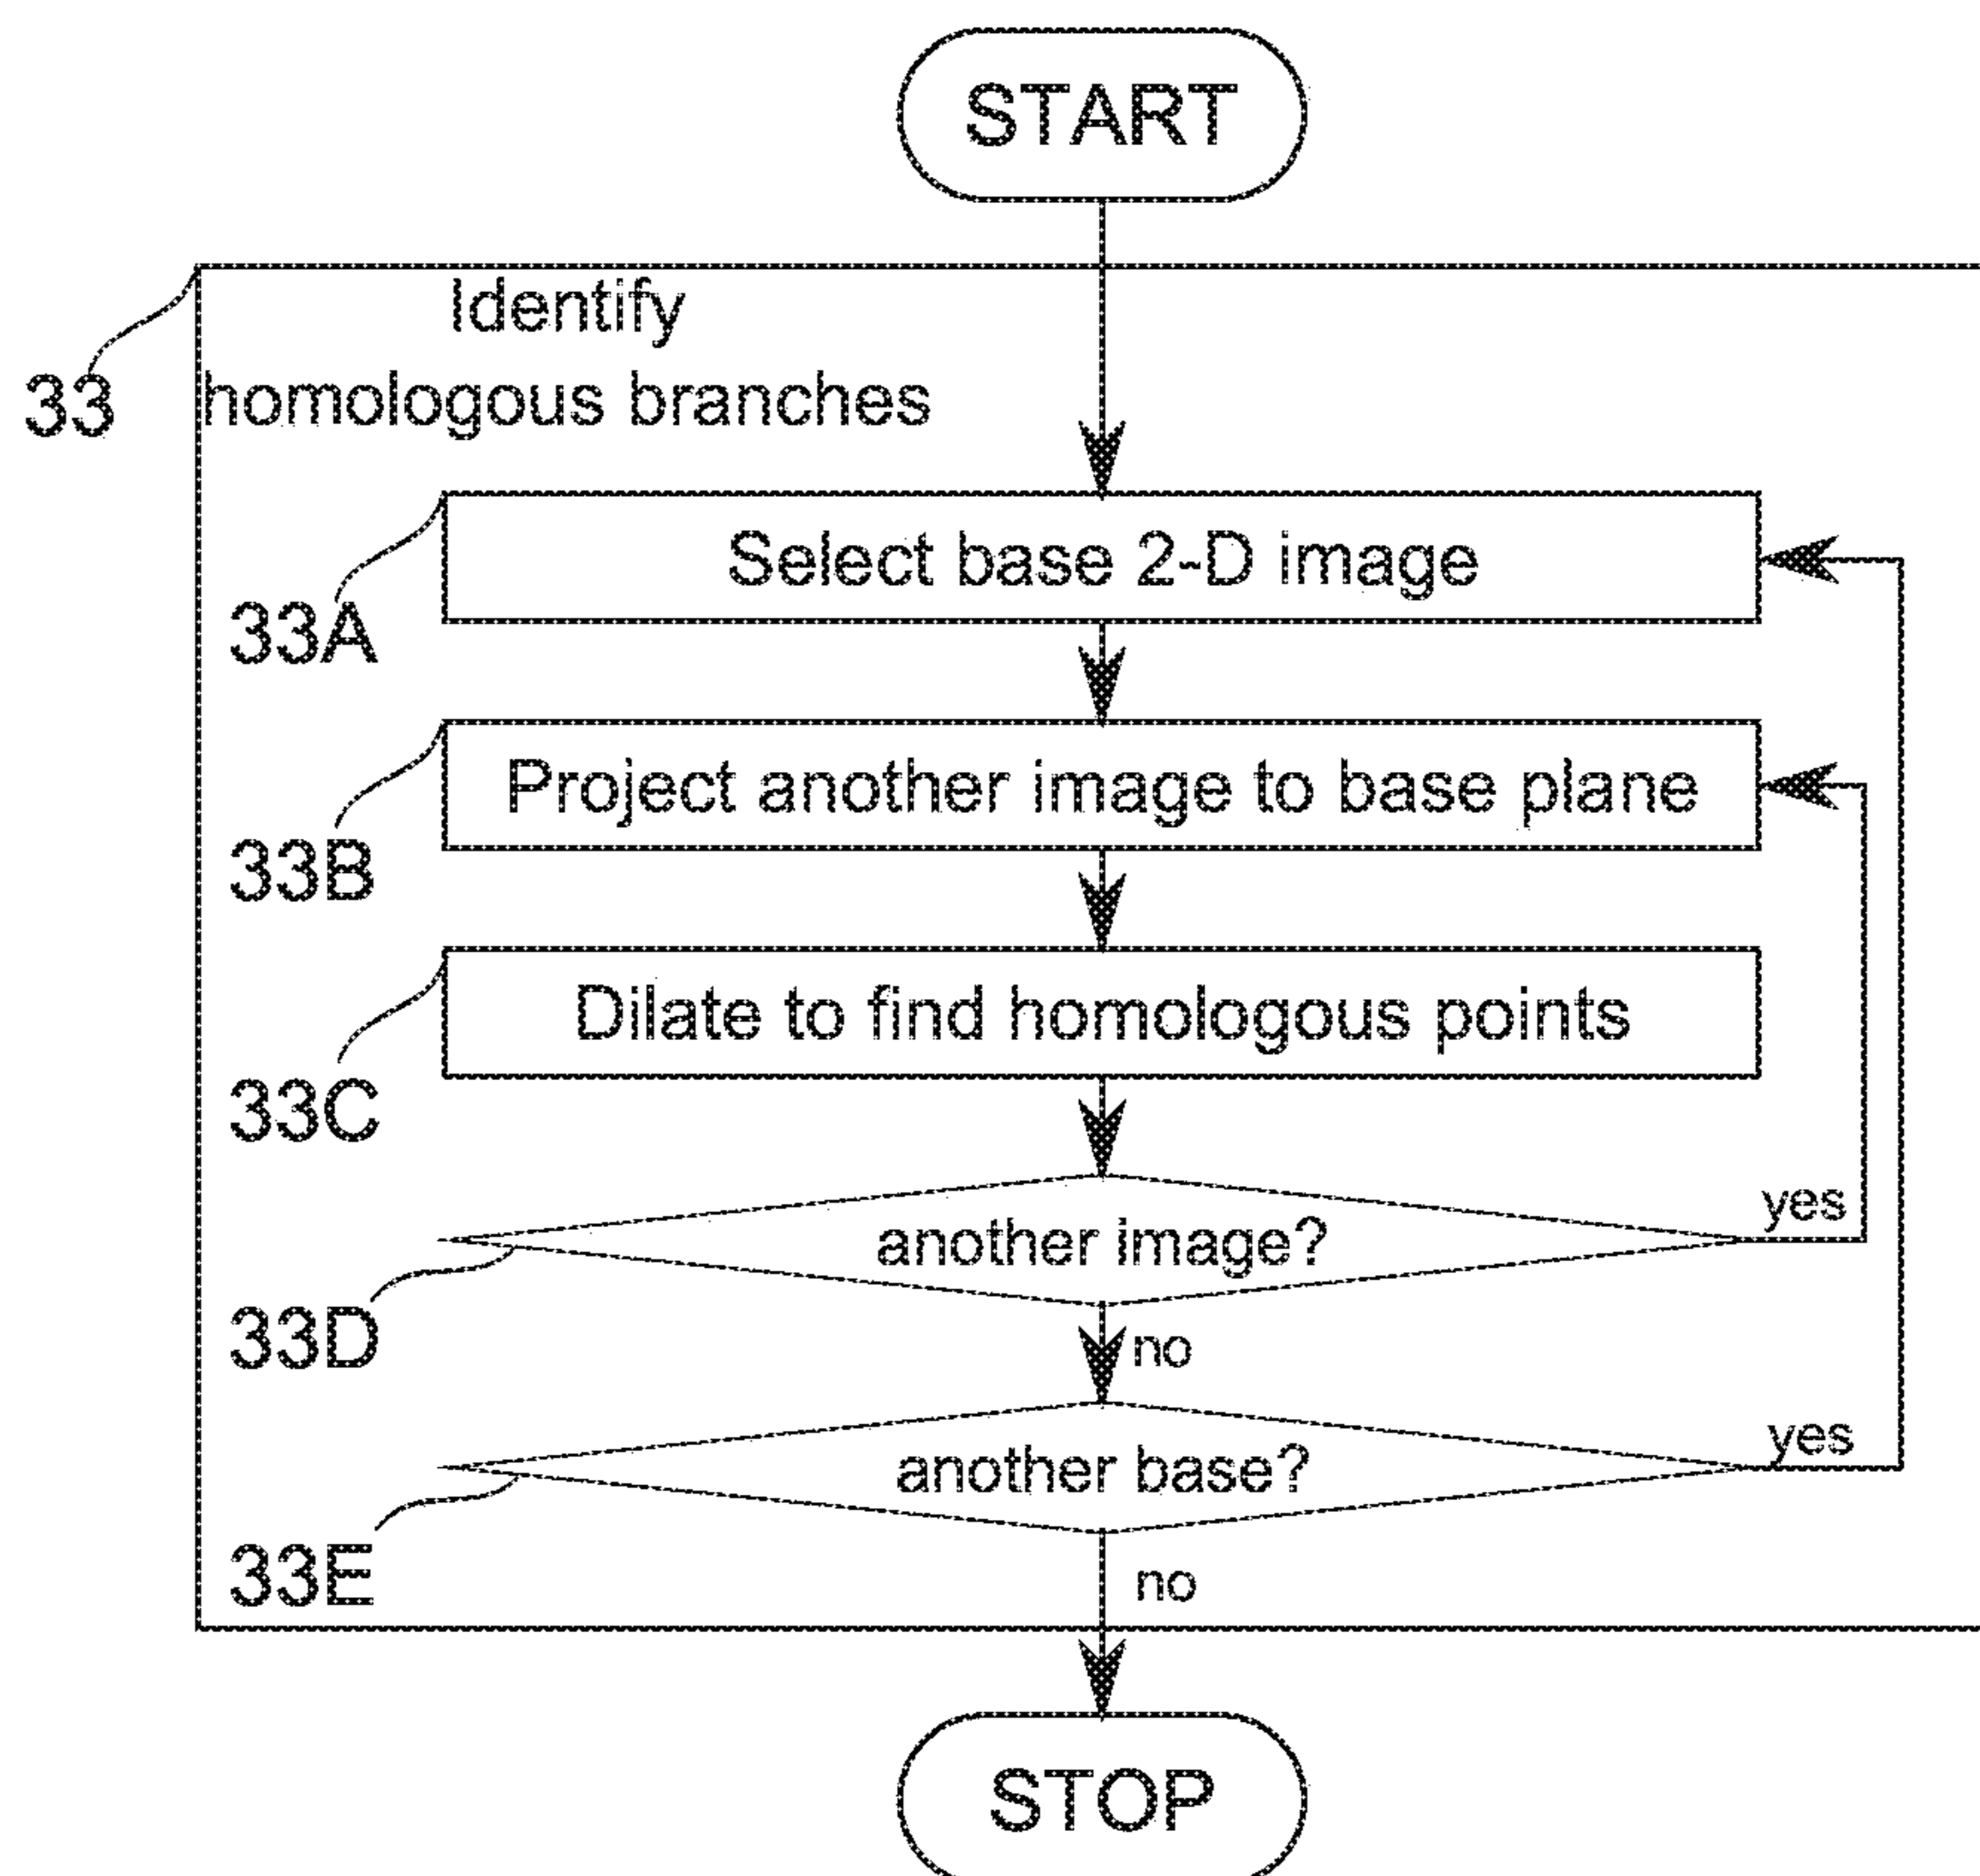 START
Identify
33 homologous branches
Select base 2-D image
33A
Project another image to base plane
33B
Dilate to find homologous points
33C
yes
another image?
33D
no
yes
another base?
33E
no
STOP